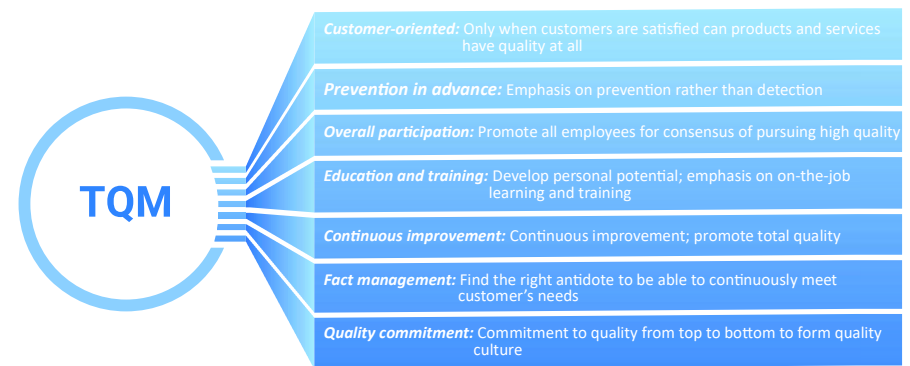 TQM
Customer-oriented: Only when customers are satisfied can products and services
have quality at all
Prevention in advance: Emphasis on prevention rather than detection
Overall participation: Promote all employees for consensus of pursuing high quality
Education and training: Develop personal potential; emphasis on on-the-job
learning and training
Continuous improvement: Continuous improvement; promote total quality
Fact management: Find the right antidote to be able to continuously meet
customer’s needs
Quality commitment: Commitment to quality from top to bottom to form quality
culture